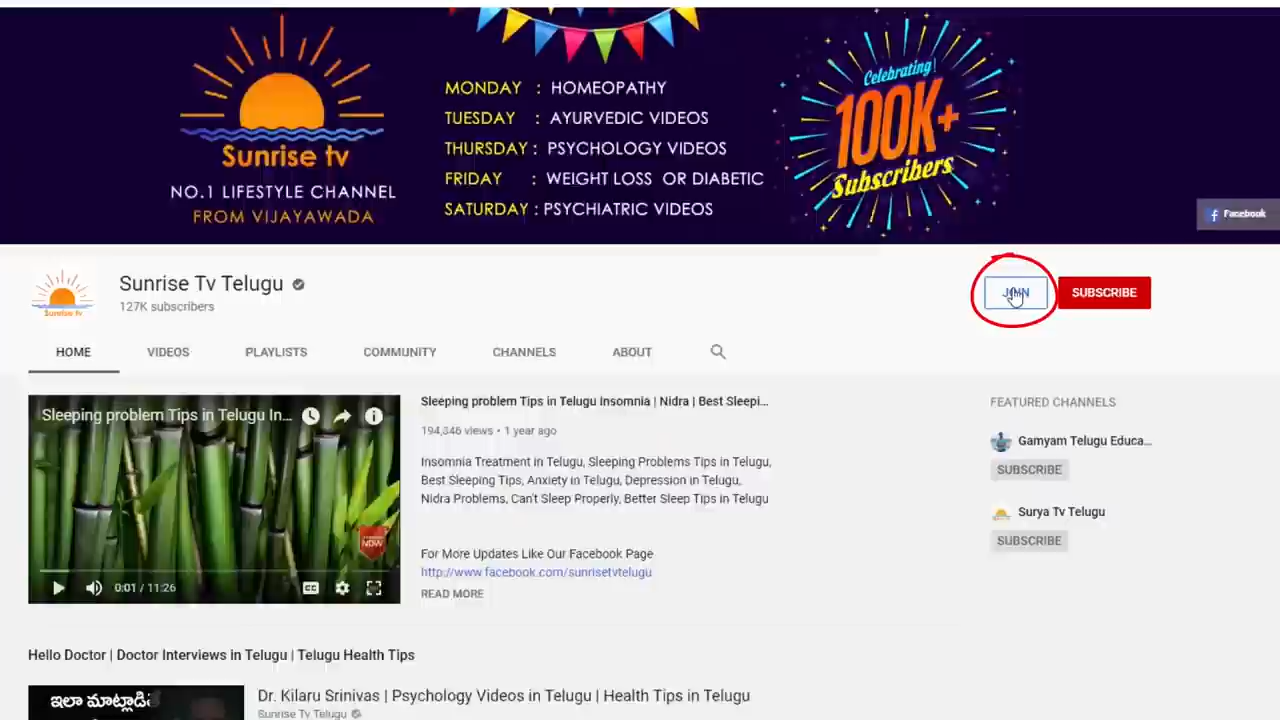 Sunrise tv
NO.1 LIFESTYLE CHANNEL
FROM VIJAYAWADA
MONDAY : HOMEOPATHY
TUESDAY : AYURVEDIC VIDEOS
THURSDAY : PSYCHOLOGY VIDEOS
FRIDAY : WEIGHT LOSS OR DIABETIC
SATURDAY : PSYCHIATRIC VIDEOS
Celebrating
100K+
Subscribers
Facebook
Sunrise tv
Sunrise Tv Telugu
127K subscribers
JOIN
SUBSCRIBE
HOME
VIDEOS
PLAYLISTS
COMMUNITY
CHANNELS
ABOUT
Sleeping problem Tips in Telugu In...
NOW
0:01 / 11:26
CC
Sleeping problem Tips in Telugu Insomnia | Nidra | Best Sleepi...
194,346 views • 1 year ago
Insomnia Treatment in Telugu, Sleeping Problems Tips in Telugu,
Best Sleeping Tips, Anxiety in Telugu, Depression in Telugu,
Nidra Problems, Can't Sleep Properly, Better Sleep Tips in Telugu
For More Updates Like Our Facebook Page
http://www.facebook.com/sunrisetvtelugu
READ MORE
FEATURED CHANNELS
Gamyam Telugu Educa...
SUBSCRIBE
Surya Tv Telugu
SUBSCRIBE
Hello Doctor | Doctor Interviews in Telugu | Telugu Health Tips
ఇలా మాట్లాడితే
Dr. Kilaru Srinivas | Psychology Videos in Telugu | Health Tips in Telugu
Sunrise Tv Telugu